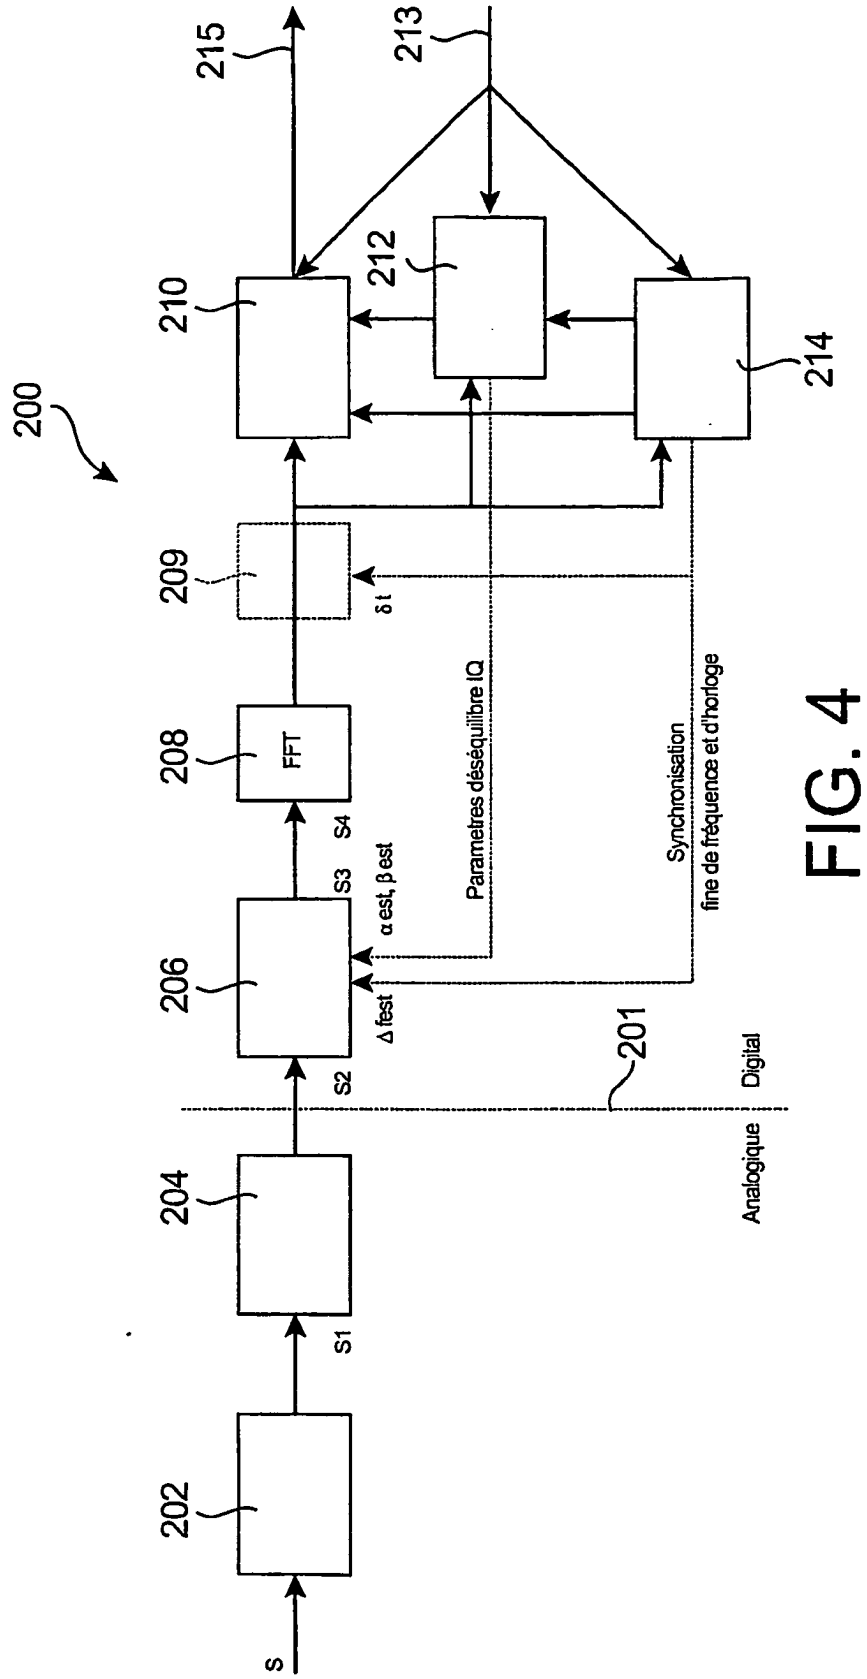 200
S
202
S1
204
S2
206
S3
S4
208
FFT
209
210
215
212
213
214
δ t
α est, β est
Δ fest
Parametres déséquilibre IQ
Synchronisation
fine de fréquence et d'horloge
201
Analogique
Digital
FIG. 4